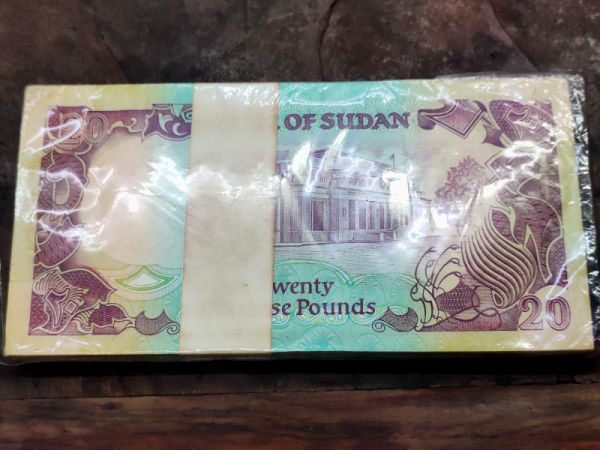 20
OF SUDAN
wenty
se Pounds
20